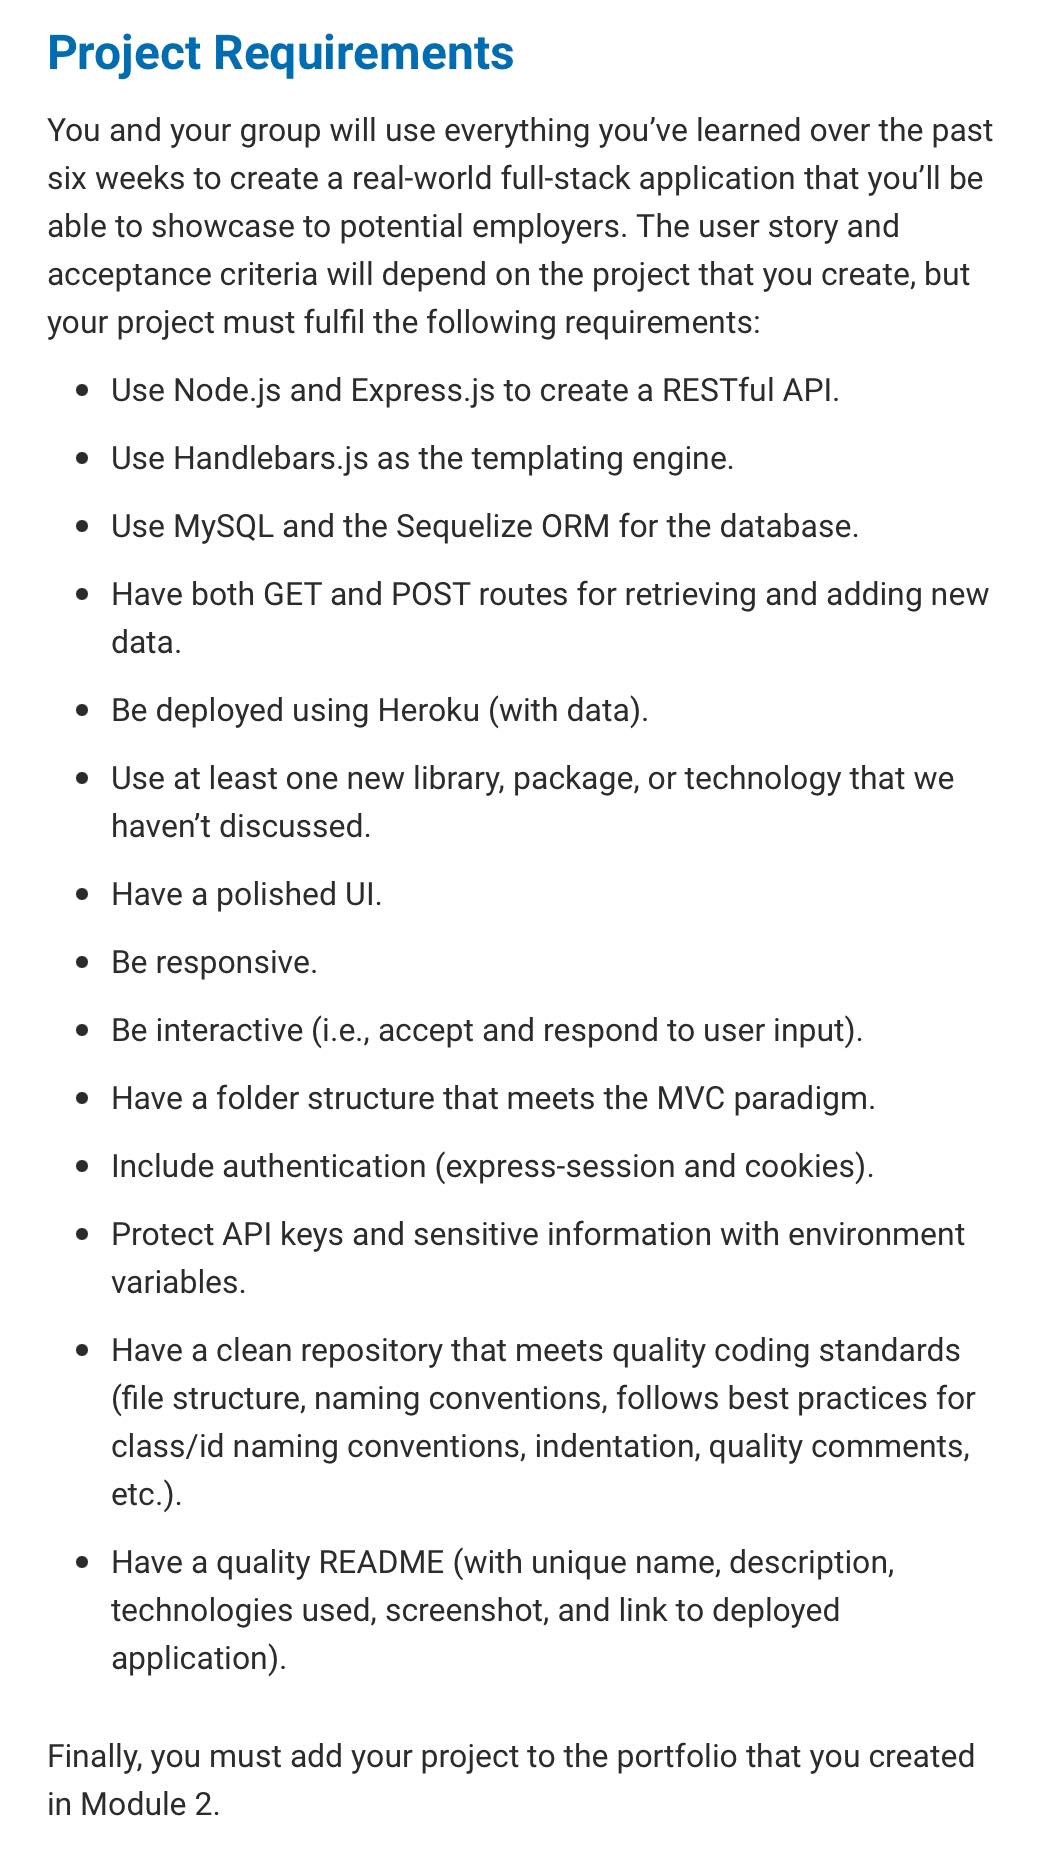 Project Requirements
You and your group will use everything you’ve learned over the past
six weeks to create a real-world full-stack application that you’ll be
able to showcase to potential employers. The user story and
acceptance criteria will depend on the project that you create, but
your project must fulfil the following requirements:
• Use Node.js and Express.js to create a RESTful API.
• Use Handlebars.js as the templating engine.
• Use MySQL and the Sequelize ORM for the database.
• Have both GET and POST routes for retrieving and adding new
data.
• Be deployed using Heroku (with data).
• Use at least one new library, package, or technology that we
haven’t discussed.
• Have a polished UI.
• Be responsive.
• Be interactive (i.e., accept and respond to user input).
• Have a folder structure that meets the MVC paradigm.
• Include authentication (express-session and cookies).
• Protect API keys and sensitive information with environment
variables.
• Have a clean repository that meets quality coding standards
(file structure, naming conventions, follows best practices for
class/id naming conventions, indentation, quality comments,
etc.).
• Have a quality README (with unique name, description,
technologies used, screenshot, and link to deployed
application).
Finally, you must add your project to the portfolio that you created
in Module 2.